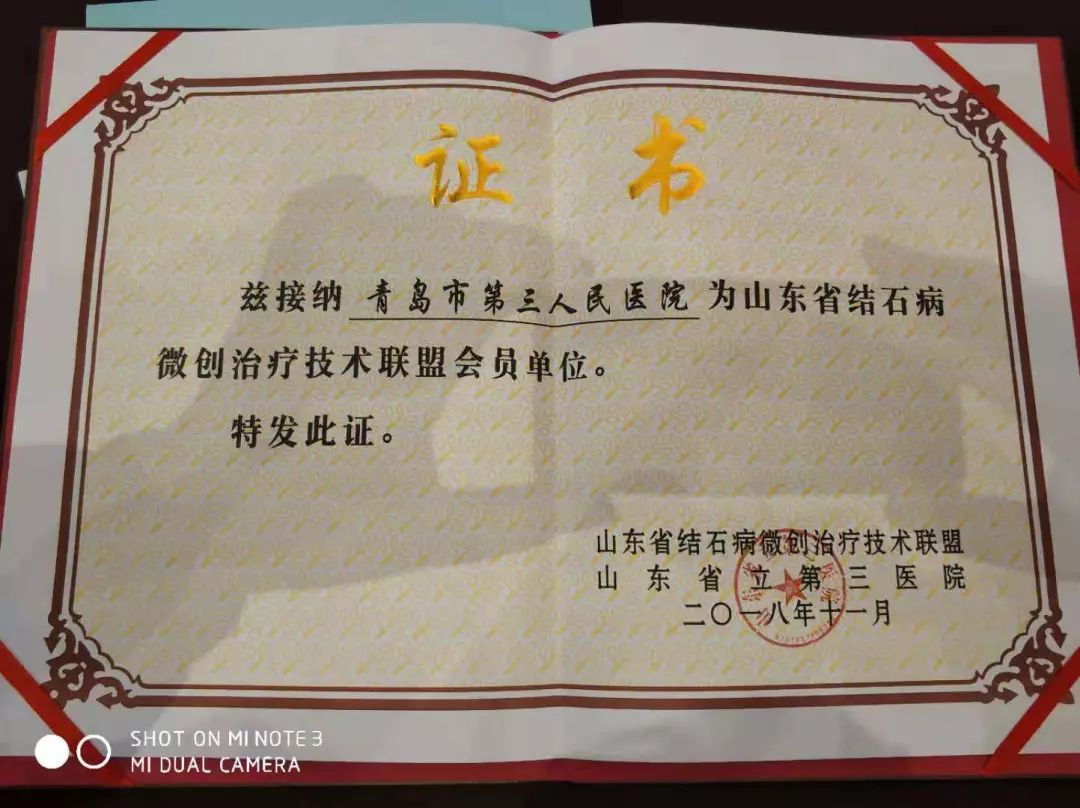 证书
兹接纳 青岛市第三人民医院 为山东省结石病
微创治疗技术联盟会员单位。
特发此证。
山东省结石病微创治疗技术联盟
山东省立第三医院
二〇一八年十一月
SHOT ON MI NOTE 3
MI DUAL CAMERA